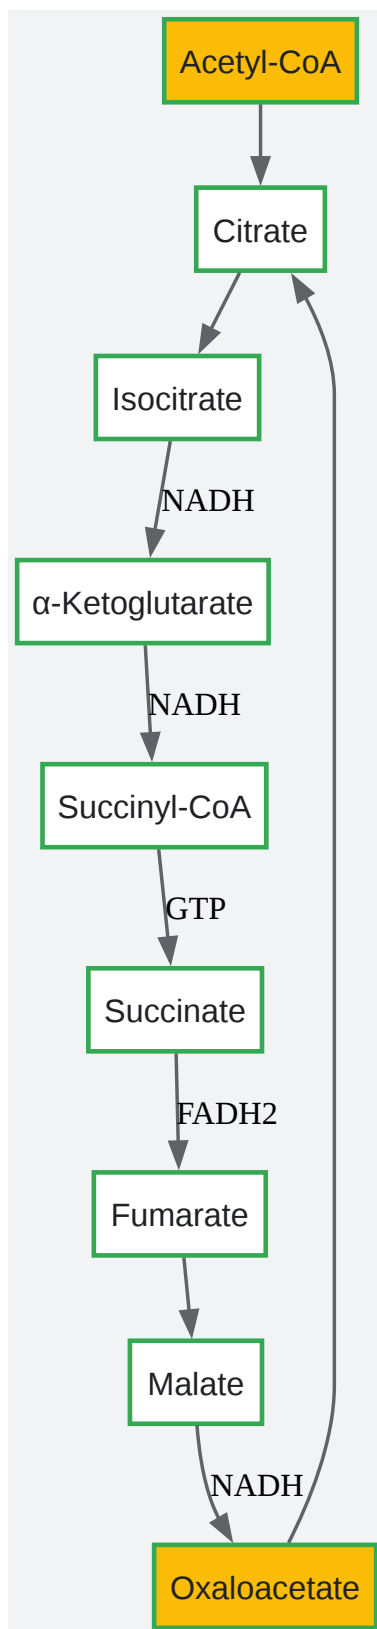 Acetyl-CoA
Citrate
Isocitrate
NADH
α-Ketoglutarate
NADH
Succinyl-CoA
GTP
Succinate
FADH2
Fumarate
Malate
NADH
Oxaloacetate